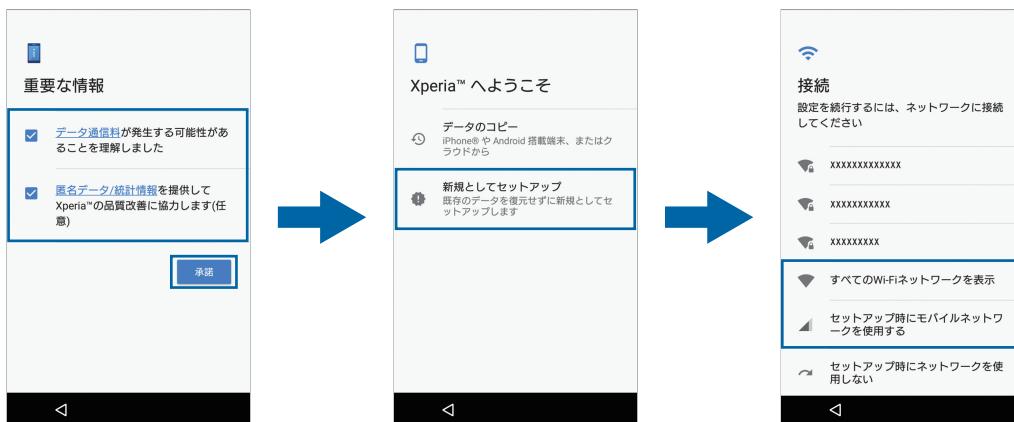 重要な情報
データ通信料が発生する可能性があ
ることを理解しました
匿名データ/統計情報を提供して
Xperia™の品質改善に協力します(任
意)
承諾
Xperia™ へようこそ
データのコピー
iPhone® や Android 搭載端末、またはク
ラウドから
新規としてセットアップ
既存のデータを復元せずに新規としてセ
ットアップします
接続
設定を続行するには、ネットワークに接続
してください
xxxxxxxxxxxxx
xxxxxxxxxxx
xxxxxxxxx
すべてのWi-Fiネットワークを表示
セットアップ時にモバイルネットワ
ークを使用する
セットアップ時にネットワークを使
用しない